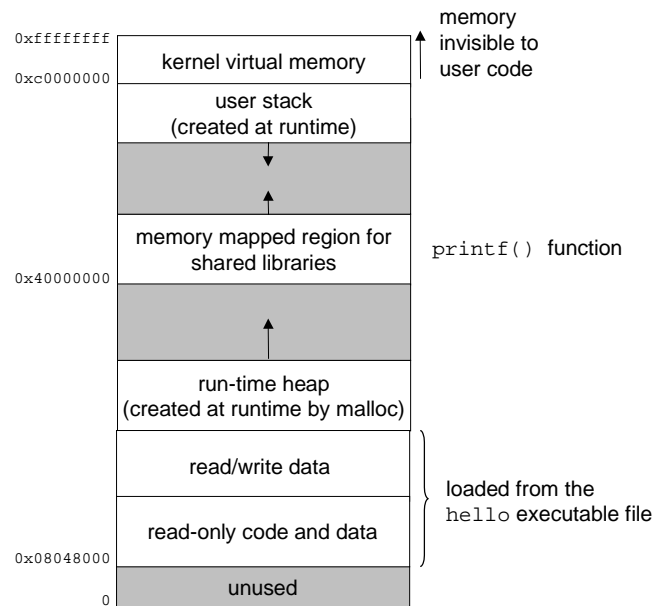 memory
invisible to
user code
0xffffffff
kernel virtual memory
0xc0000000
user stack
(created at runtime)
memory mapped region for
shared libraries
printf() function
0x40000000
run-time heap
(created at runtime by malloc)
read/write data
loaded from the
hello executable file
read-only code and data
0x08048000
unused
0